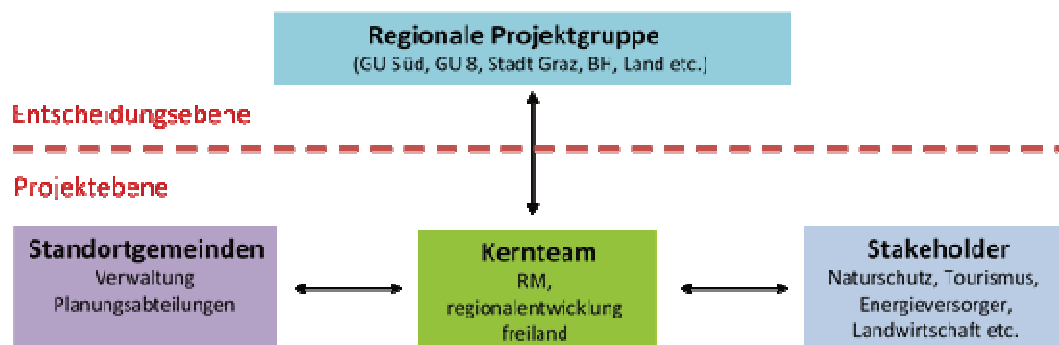 Regionale Projektgruppe
(GU Süd, GU 8, Stadt Graz, BH, Land etc.)
Entscheidungsebene
Projektebene
Standortgemeinden
Verwaltung
Planungsabteilungen
Kernteam
RM,
regionalentwicklung
freiland
Stakeholder
Naturschutz, Tourismus,
Energieversorger,
Landwirtschaft etc.